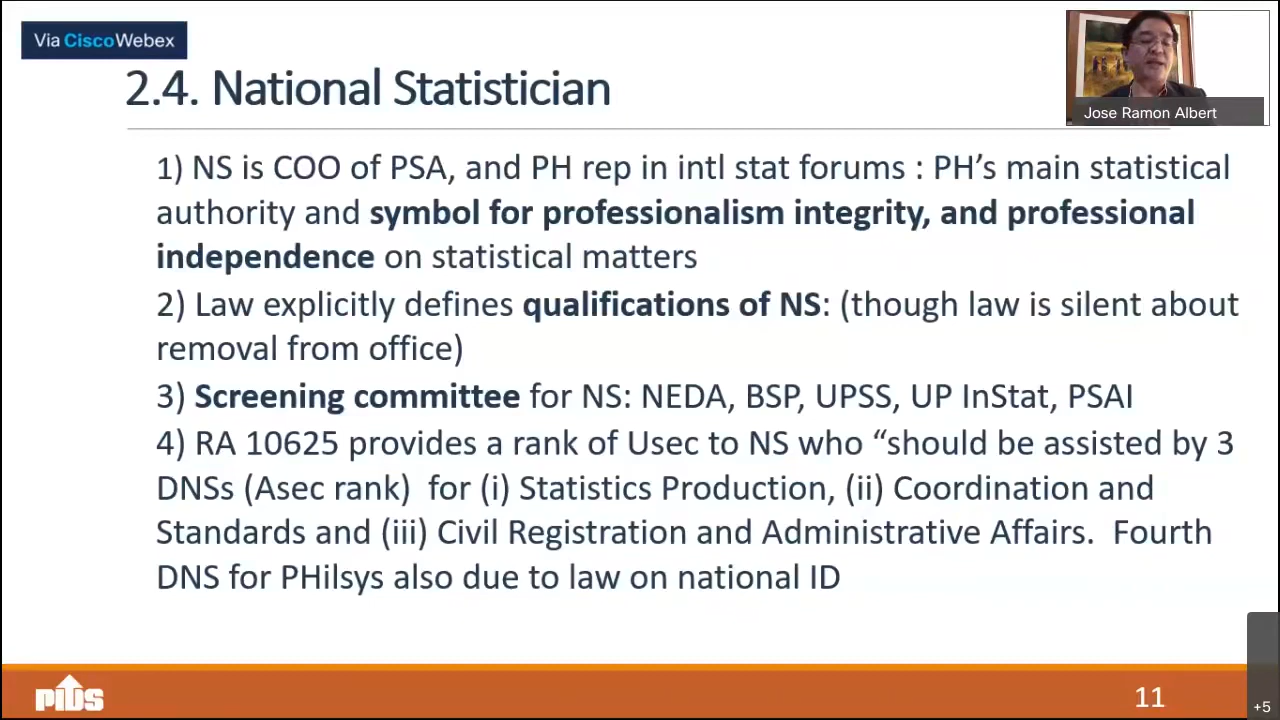 Via CiscoWebex
Jose Ramon Albert
2.4. National Statistician
1) NS is COO of PSA, and PH rep in intl stat forums : PH's main statistical
authority and symbol for professionalism integrity, and professional
independence on statistical matters
2) Law explicitly defines qualifications of NS: (though law is silent about
removal from office)
3) Screening committee for NS: NEDA, BSP, UPSS, UP InStat, PSAI
4) RA 10625 provides a rank of Usec to NS who “should be assisted by 3
DNSs (Asec rank)  for (i) Statistics Production, (ii) Coordination and
Standards and (iii) Civil Registration and Administrative Affairs.  Fourth
DNS for PHilsys also due to law on national ID
pids
11
+5